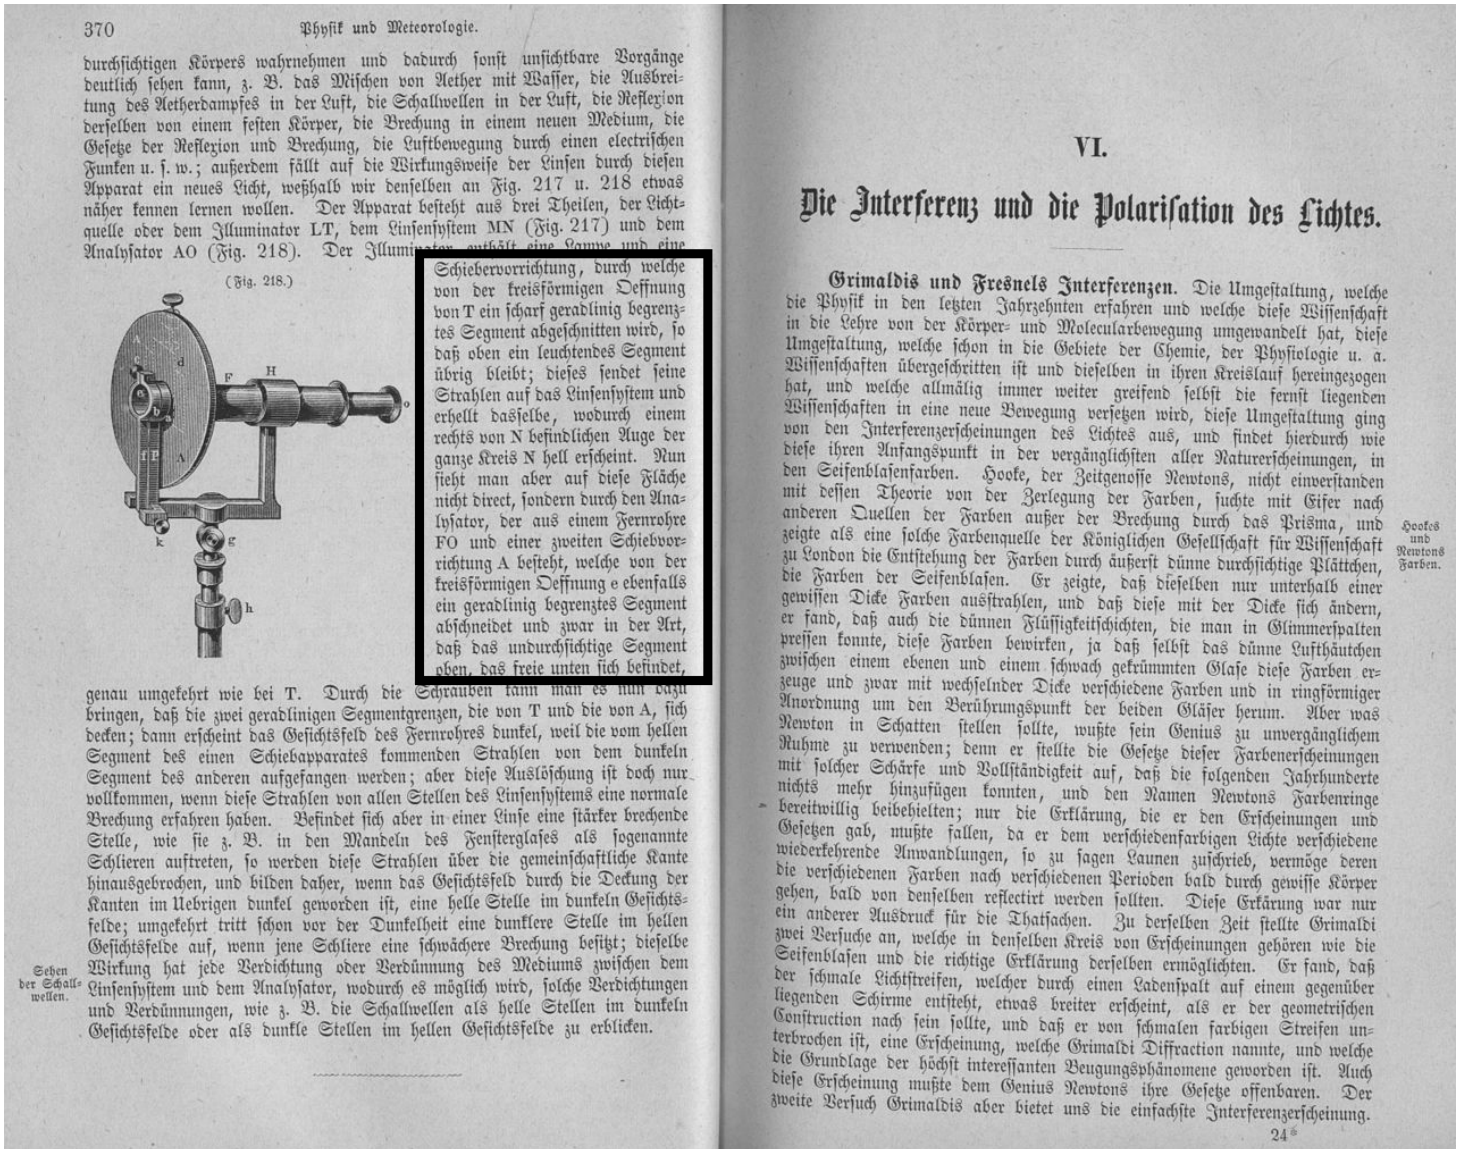 370
Physik und Meteorologie.
durchsichtigen Körpers wahrnehmen und dadurch sonst unsichtbare Vorgänge
deutlich sehen kann, z. B. das Mischen von Aether mit Wasser, die Ausbrei-
tung des Aetherdampfes in der Luft, die Schallwellen in der Luft, die Reflexion
derselben von einem festen Körper, die Brechung in einem neuen Medium, die
Gesetze der Reflexion und Brechung, die Luftbewegung durch einen electrischen
Funken u. s. w.; außerdem fällt auf die Wirkungsweise der Linsen durch diesen
Apparat ein neues Licht, weßhalb wir denselben an Fig. 217 u. 218 etwas
näher kennen lernen wollen. Der Apparat besteht aus drei Theilen, der Licht-
quelle oder dem Illuminator LT, dem Linsensystem MN (Fig. 217) und dem
Analysator AO (Fig. 218). Der Illuminator enthält eine Lampe und eine
(Fig. 218.)
A
d
c
F
H
a
b
o
f
P
A
k
g
h
Schiebervorrichtung, durch welche
von der kreisförmigen Oeffnung
von T ein scharf geradlinig begrenz-
tes Segment abgeschnitten wird, so
daß oben ein leuchtendes Segment
übrig bleibt; dieses sendet seine
Strahlen auf das Linsensystem und
erhellt dasselbe, wodurch einem
rechts von N befindlichen Auge der
ganze Kreis N hell erscheint. Nun
sieht man aber auf diese Fläche
nicht direct, sondern durch den Ana-
lysator, der aus einem Fernrohre
FO und einer zweiten Schiebvor-
richtung A besteht, welche von der
kreisförmigen Oeffnung e ebenfalls
ein geradlinig begrenztes Segment
abschneidet und zwar in der Art,
daß das undurchsichtige Segment
oben, das freie unten sich befindet,
genau umgekehrt wie bei T. Durch die Schrauben kann man es nun dazu
bringen, daß die zwei geradlinigen Segmentgrenzen, die von T und die von A, sich
decken; dann erscheint das Gesichtsfeld des Fernrohres dunkel, weil die vom hellen
Segment des einen Schiebapparates kommenden Strahlen von dem dunkeln
Segment des anderen aufgefangen werden; aber diese Auslöschung ist doch nur
vollkommen, wenn diese Strahlen von allen Stellen des Linsensystems eine normale
Brechung erfahren haben. Befindet sich aber in einer Linse eine stärker brechende
Stelle, wie sie z. B. in den Mandeln des Fensterglases als sogenannte
Schlieren auftreten, so werden diese Strahlen über die gemeinschaftliche Kante
hinausgebrochen, und bilden daher, wenn das Gesichtsfeld durch die Deckung der
Kanten im Uebrigen dunkel geworden ist, eine helle Stelle im dunkeln Gesichts-
felde; umgekehrt tritt schon vor der Dunkelheit eine dunklere Stelle im hellen
Gesichtsfelde auf, wenn jene Schliere eine schwächere Brechung besitzt; dieselbe
Wirkung hat jede Verdichtung oder Verdünnung des Mediums zwischen dem
Linsensystem und dem Analysator, wodurch es möglich wird, solche Verdichtungen
und Verdünnungen, wie z. B. die Schallwellen als helle Stellen im dunkeln
Gesichtsfelde oder als dunkle Stellen im hellen Gesichtsfelde zu erblicken.
Sehen
der Schall-
wellen.
VI.
Die Interferenz und die Polarisation des Lichtes.
Grimaldis und Fresnels Interferenzen. Die Umgestaltung, welche
die Physik in den letzten Jahrzehnten erfahren und welche diese Wissenschaft
in die Lehre von der Körper- und Molecularbewegung umgewandelt hat, diese
Umgestaltung, welche schon in die Gebiete der Chemie, der Physiologie u. a.
Wissenschaften übergeschritten ist und dieselben in ihren Kreislauf hereingezogen
hat, und welche allmälig immer weiter greifend selbst die fernst liegenden
Wissenschaften in eine neue Bewegung versetzen wird, diese Umgestaltung ging
von den Interferenzerscheinungen des Lichtes aus, und findet hierdurch wie
diese ihren Anfangspunkt in der vergänglichsten aller Naturerscheinungen, in
den Seifenblasenfarben. Hooke, der Zeitgenosse Newtons, nicht einverstanden
mit dessen Theorie von der Zerlegung der Farben, suchte mit Eifer nach
anderen Quellen der Farben außer der Brechung durch das Prisma, und
zeigte als eine solche Farbenquelle der Königlichen Gesellschaft für Wissenschaft
zu London die Entstehung der Farben durch äußerst dünne durchsichtige Plättchen,
die Farben der Seifenblasen. Er zeigte, daß dieselben nur unterhalb einer
gewissen Dicke Farben ausstrahlen, und daß diese mit der Dicke sich ändern,
er fand, daß auch die dünnen Flüssigkeitschichten, die man in Glimmerspalten
pressen konnte, diese Farben bewirken, ja daß selbst das dünne Lufthäutchen
zwischen einem ebenen und einem schwach gekrümmten Glase diese Farben er-
zeuge und zwar mit wechselnder Dicke verschiedene Farben und in ringförmiger
Anordnung um den Berührungspunkt der beiden Gläser herum. Aber was
Newton in Schatten stellen sollte, wußte sein Genius zu unvergänglichem
Ruhme zu verwenden; denn er stellte die Gesetze dieser Farbenerscheinungen
mit solcher Schärfe und Vollständigkeit auf, daß die folgenden Jahrhunderte
nichts mehr hinzufügen konnten, und den Namen Newtons Farbenringe
bereitwillig beibehielten; nur die Erklärung, die er den Erscheinungen und
Gesetzen gab, mußte fallen, da er dem verschiedenfarbigen Lichte verschiedene
wiederkehrende Anwandlungen, so zu sagen Launen zuschrieb, vermöge deren
die verschiedenen Farben nach verschiedenen Perioden bald durch gewisse Körper
gehen, bald von denselben reflectirt werden sollten. Diese Erkärung war nur
ein anderer Ausdruck für die Thatsachen. Zu derselben Zeit stellte Grimaldi
zwei Versuche an, welche in denselben Kreis von Erscheinungen gehören wie die
Seifenblasen und die richtige Erklärung derselben ermöglichten. Er fand, daß
der schmale Lichtstreifen, welcher durch einen Ladenspalt auf einem gegenüber
liegenden Schirme entsteht, etwas breiter erscheint, als er der geometrischen
Construction nach sein sollte, und daß er von schmalen farbigen Streifen un-
terbrochen ist, eine Erscheinung, welche Grimaldi Diffraction nannte, und welche
die Grundlage der höchst interessanten Beugungsphänomene geworden ist. Auch
diese Erscheinung mußte dem Genius Newtons ihre Gesetze offenbaren. Der
zweite Versuch Grimaldis aber bietet uns die einfachste Interferenzerscheinung.
Hookes
und
Newtons
Farben.
24*